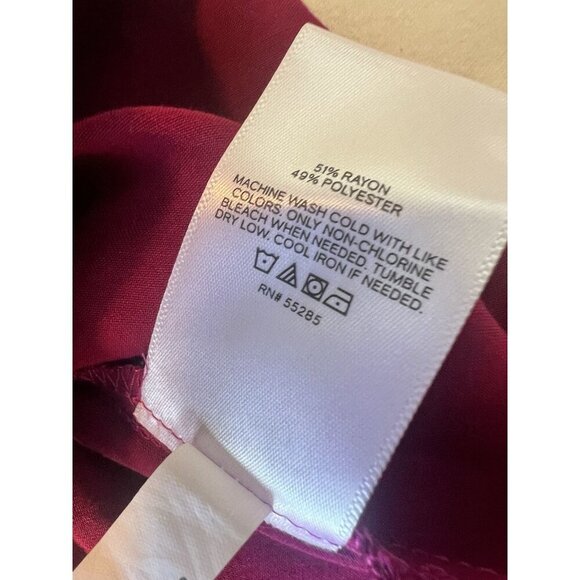 51% RAYON
49% POLYESTER
MACHINE WASH COLD WITH LIKE
COLORS. ONLY NON-CHLORINE
BLEACH WHEN NEEDED. TUMBLE
DRY LOW. COOL IRON IF NEEDED.
RN# 55285